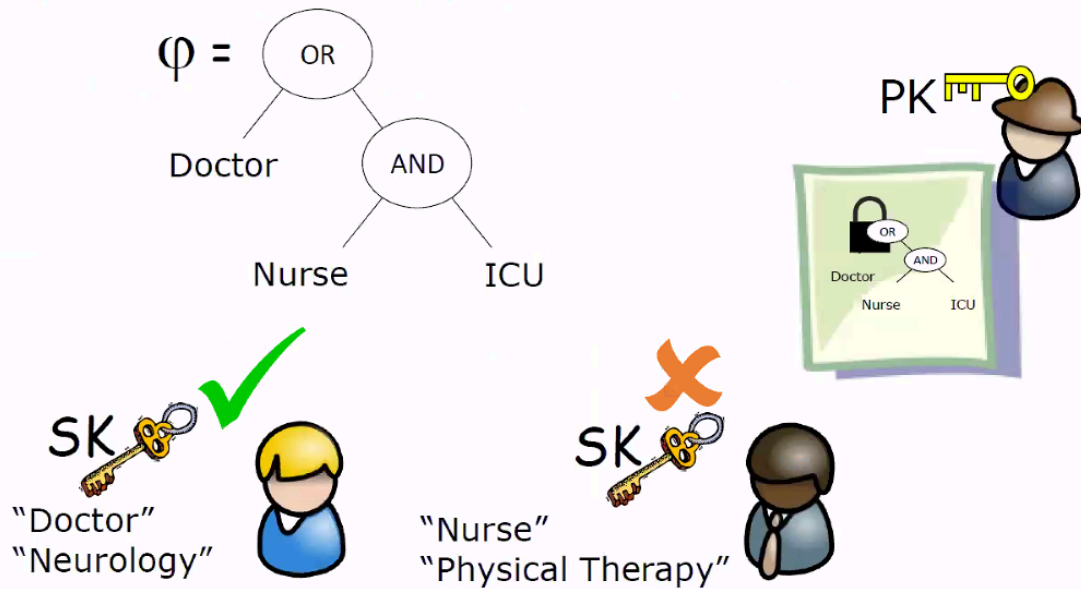 φ =
OR
Doctor
AND
Nurse
ICU
PK
OR
AND
Doctor
Nurse
ICU
SK
“Doctor”
“Neurology”
SK
“Nurse”
“Physical Therapy”